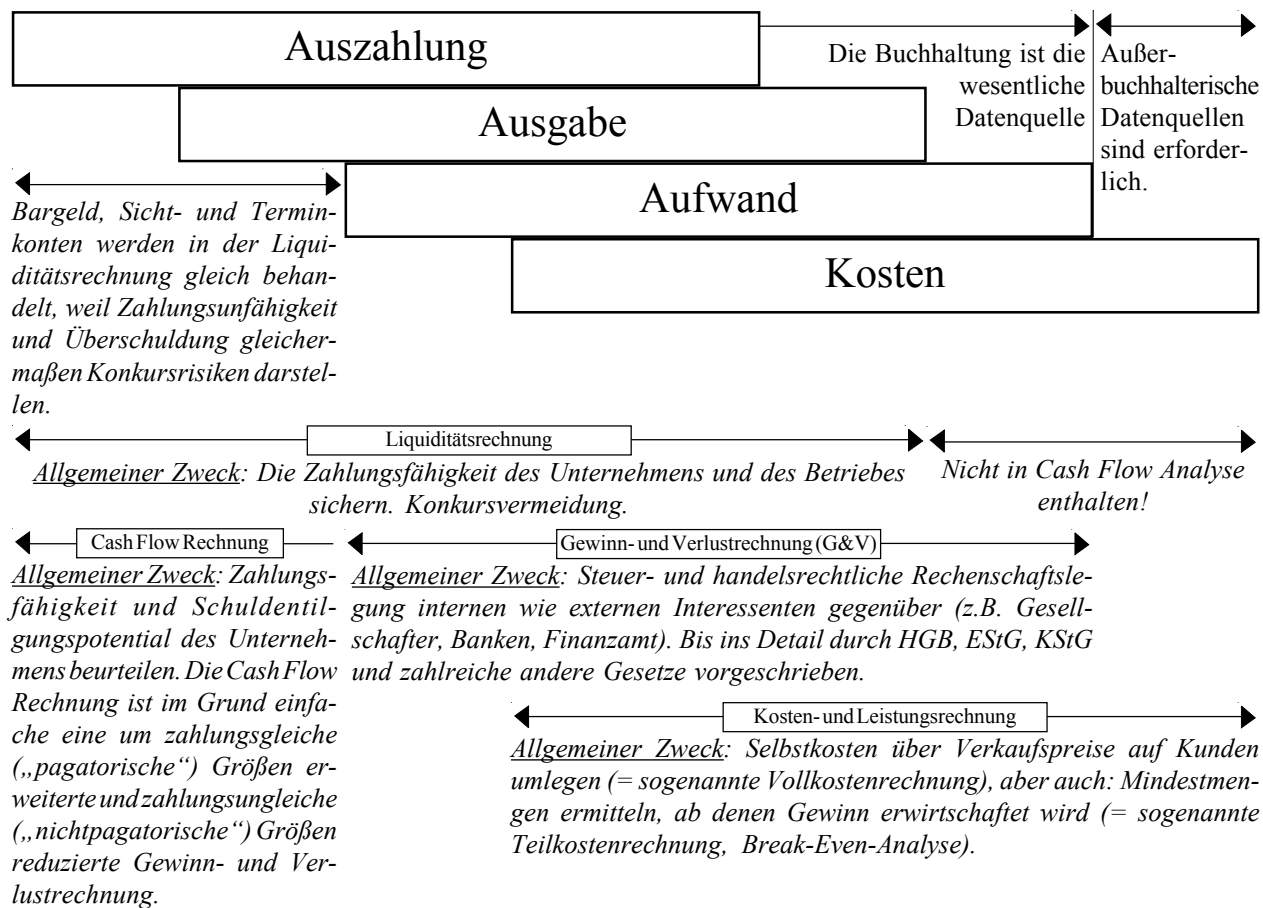 Auszahlung
Die Buchhaltung ist die
wesentliche
Datenquelle
Außer-
buchhalterische
Datenquellen
sind erforder-
lich.
Ausgabe
Aufwand
Kosten
Bargeld, Sicht- und Termin-
konten werden in der Liqui-
ditätsrechnung gleich behan-
delt, weil Zahlungsunfähigkeit
und Überschuldung gleicher-
maßen Konkursrisiken darstel-
len.
Liquiditätsrechnung
Allgemeiner Zweck: Die Zahlungsfähigkeit des Unternehmens und des Betriebes
sichern. Konkursvermeidung.
Nicht in Cash Flow Analyse
enthalten!
Cash Flow Rechnung
Allgemeiner Zweck: Zahlungs-
fähigkeit und Schuldentil-
gungspotential des Unterneh-
mens beurteilen. Die Cash Flow
Rechnung ist im Grund einfa-
che eine um zahlungsgleiche
(„pagatorische“) Größen er-
weiterte und zahlungsungleiche
(„nichtpagatorische“) Größen
reduzierte Gewinn- und Ver-
lustrechnung.
Gewinn- und Verlustrechnung (G&V)
Allgemeiner Zweck: Steuer- und handelsrechtliche Rechenschaftsle-
gung internen wie externen Interessenten gegenüber (z.B. Gesell-
schafter, Banken, Finanzamt). Bis ins Detail durch HGB, EStG, KStG
und zahlreiche andere Gesetze vorgeschrieben.
Kosten- und Leistungsrechnung
Allgemeiner Zweck: Selbstkosten über Verkaufspreise auf Kunden
umlegen (= sogenannte Vollkostenrechnung), aber auch: Mindestmen-
gen ermitteln, ab denen Gewinn erwirtschaftet wird (= sogenannte
Teilkostenrechnung, Break-Even-Analyse).